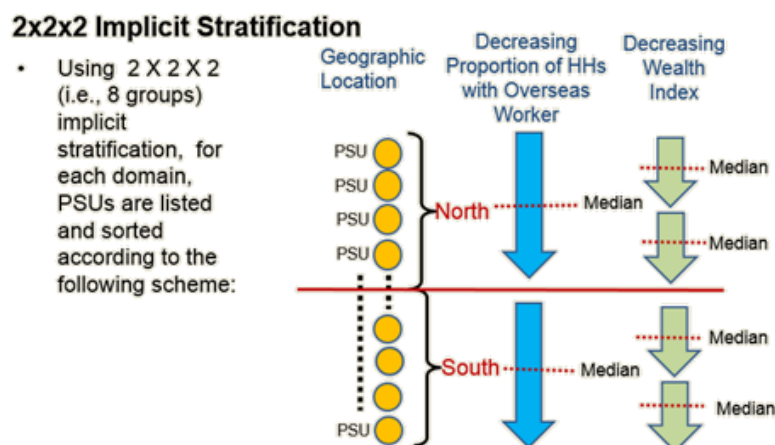 2x2x2 Implicit Stratification
• Using 2 X 2 X 2
(i.e., 8 groups)
implicit
stratification, for
each domain,
PSUs are listed
and sorted
according to the
following scheme:
Geographic
Location
Decreasing
Proportion of HHs
with Overseas
Worker
Decreasing
Wealth
Index
PSU
PSU
PSU
PSU
North
Median
Median
Median
South
PSU
Median
Median
Median